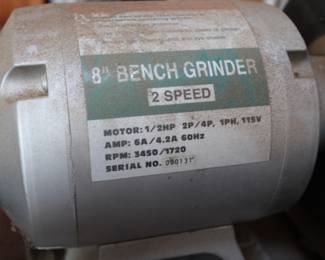 8" BENCH GRINDER
2 SPEED
MOTOR: 1/2HP 2P/4P, 1PH, 115V
AMP: 6A/4.2A 60Hz
RPM: 3450/1720
SERIAL NO. 090131